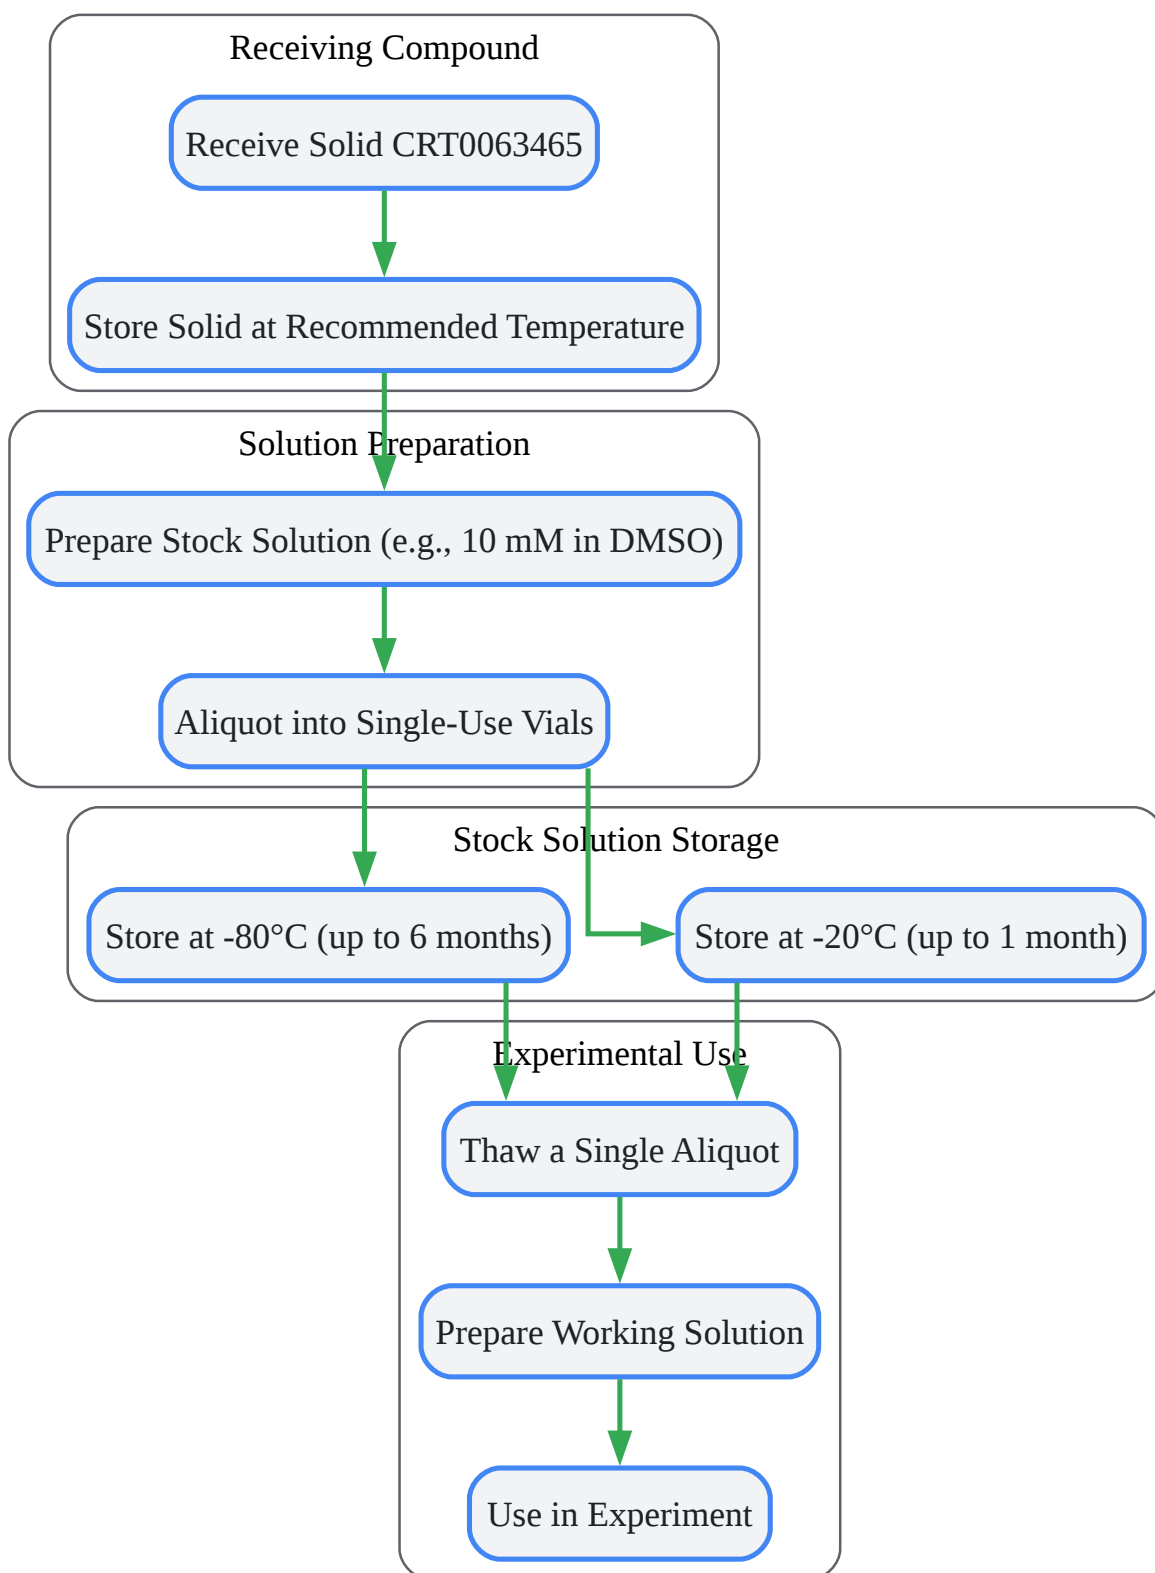 Receiving Compound
Receive Solid CRT0063465
Store Solid at Recommended Temperature
Solution Preparation
Prepare Stock Solution (e.g., 10 mM in DMSO)
Aliquot into Single-Use Vials
Stock Solution Storage
Store at -80°C (up to 6 months)
Store at -20°C (up to 1 month)
Experimental Use
Thaw a Single Aliquot
Prepare Working Solution
Use in Experiment